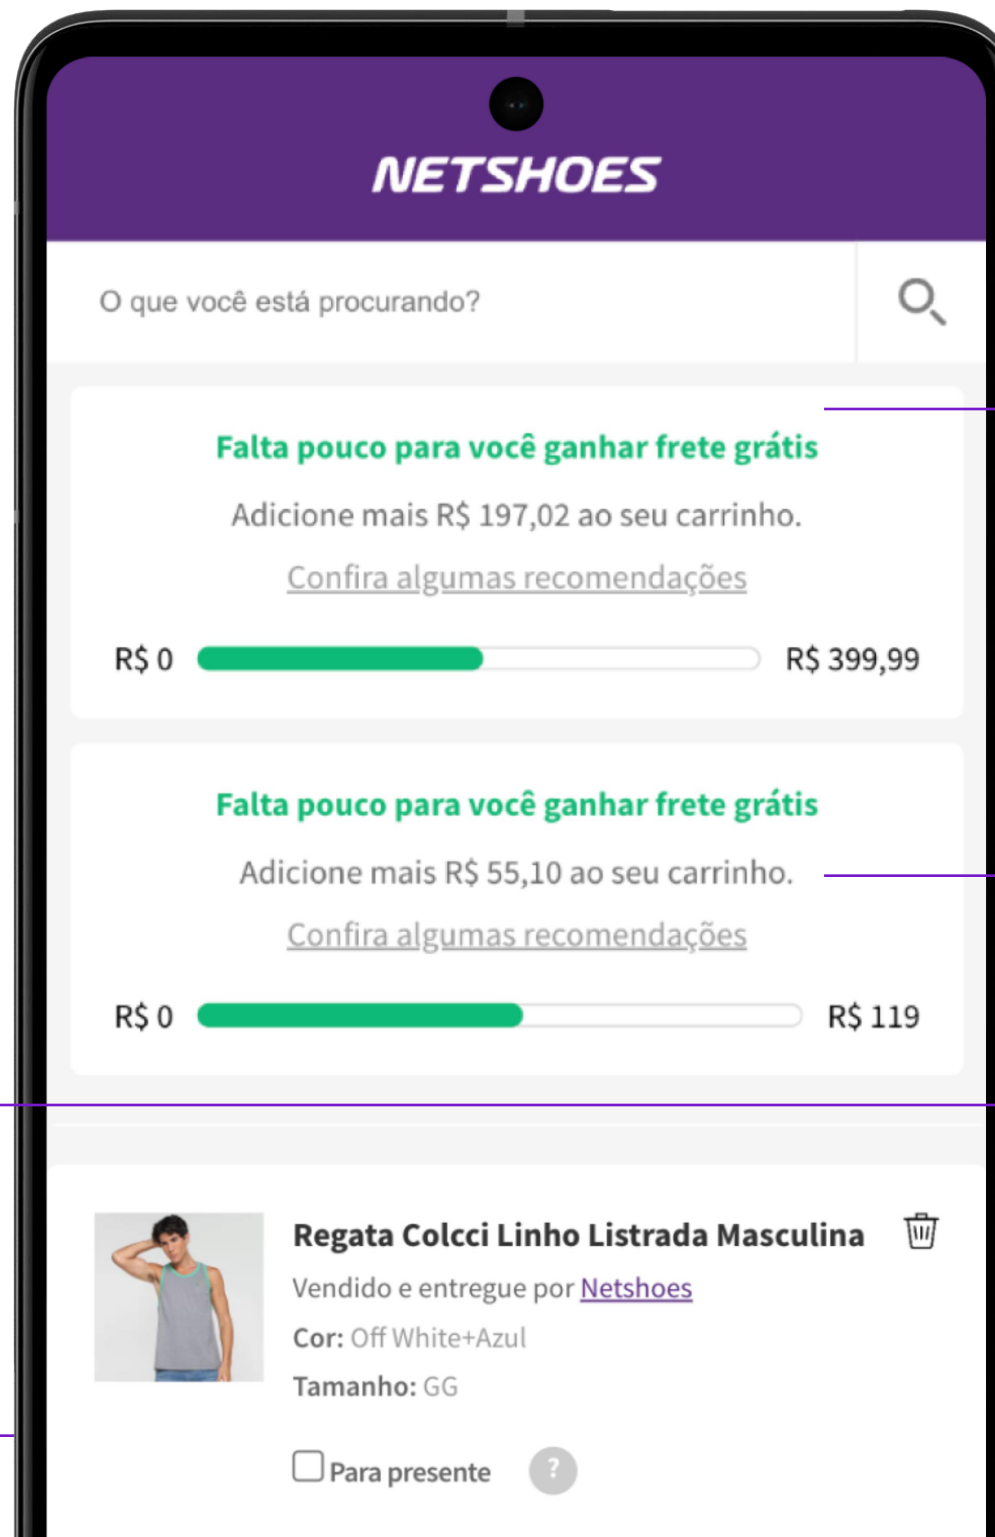 NETSHOES
O que você está procurando?
Falta pouco para você ganhar frete grátis
Adicione mais R$ 197,02 ao seu carrinho.
Confira algumas recomendações
R$ 0 R$ 399,99
Falta pouco para você ganhar frete grátis
Adicione mais R$ 55,10 ao seu carrinho.
Confira algumas recomendações
R$ 0 R$ 119
Regata Colcci Linho Listrada Masculina
Vendido e entregue por Netshoes
Cor: Off White+Azul
Tamanho: GG
Para presente ?